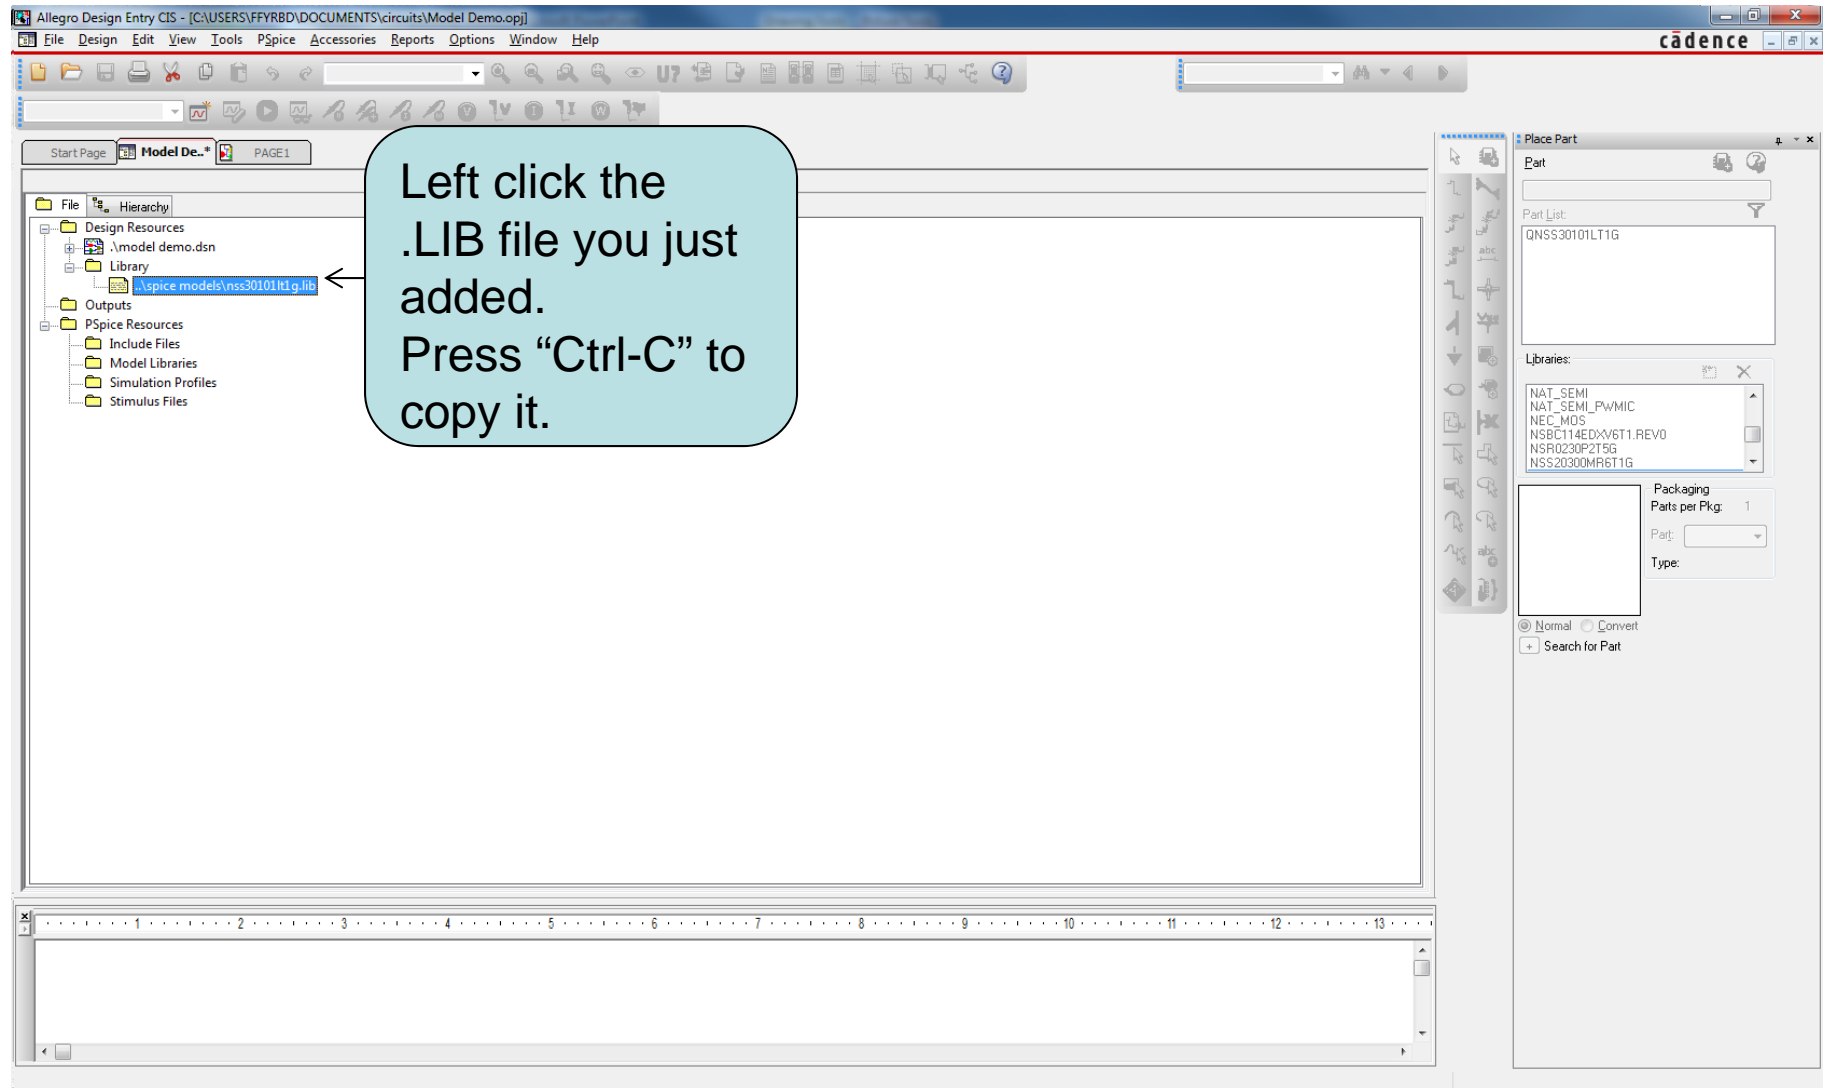 Allegro Design Entry CIS - [C:\USERS\FFYRBD\DOCUMENTS\circuits\Model Demo.opj]
File Design Edit View Tools PSpice Accessories Reports Options Window Help
cādence
U?
Start Page Model De..* PAGE1
Left click the
.LIB file you just
added.
Press “Ctrl-C” to
copy it.
File Hierarchy
Design Resources
.\model demo.dsn
Library
..\spice models\nss30101lt1g.lib
Outputs
PSpice Resources
Include Files
Model Libraries
Simulation Profiles
Stimulus Files
Place Part
Part
Part List:
QNSS30101LT1G
Libraries:
NAT_SEMI
NAT_SEMI_PWMIC
NEC_MOS
NSBC114EDXV6T1.REV0
NSR0230P2T5G
NSS20300MR6T1G
Packaging
Parts per Pkg: 1
Part:
Type:
Normal Convert
Search for Part
1 2 3 4 5 6 7 8 9 10 11 12 13